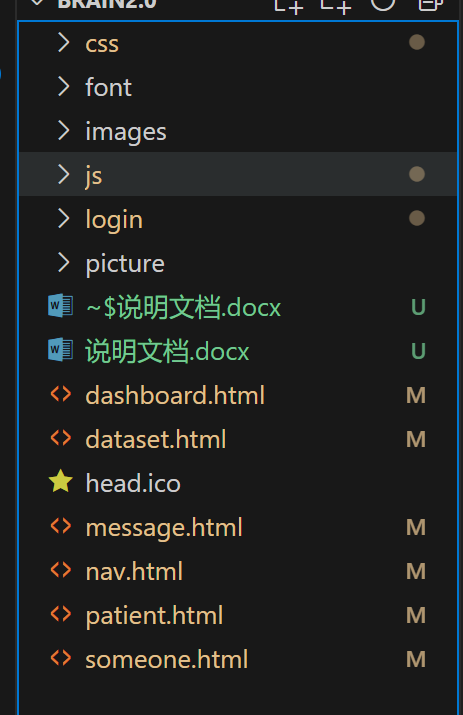 BRAIN2.0
css
font
images
js
login
picture
~$说明文档.docx U
说明文档.docx U
dashboard.html M
dataset.html M
head.ico
message.html M
nav.html M
patient.html M
someone.html M